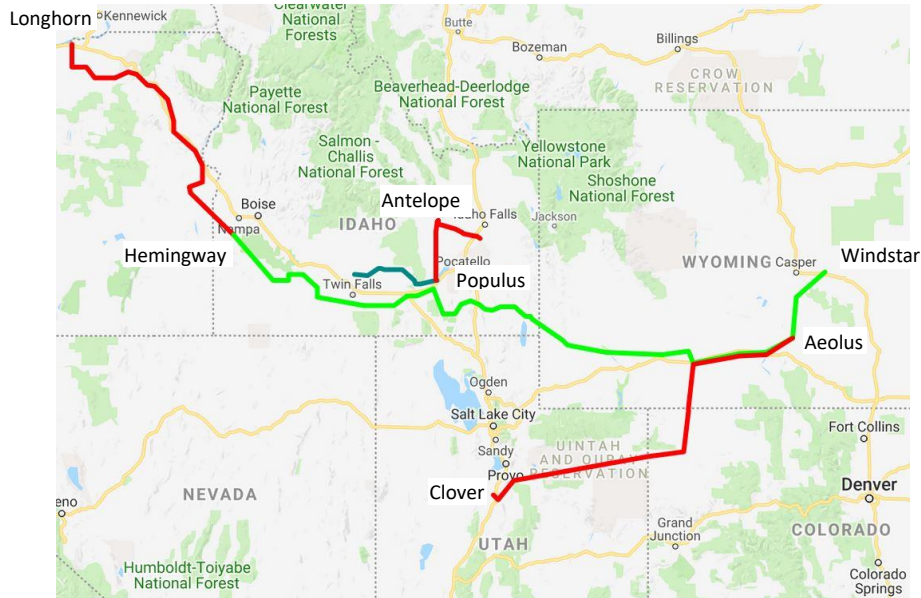 Longhorn
Kennewick
Clearwater
National
Forests
Butte
Bozeman
Billings
CROW
RESERVATION
Payette
National Forest
Beaverhead-Deerlodge
National Forest
Salmon -
Challis
National Forest
Yellowstone
National Park
Shoshone
National Forest
Antelope
Idaho Falls
Jackson
Boise
Nampa
IDAHO
Hemingway
Pocatello
Populus
Twin Falls
WYOMING
Casper
Windstar
Aeolus
Ogden
Salt Lake City
Sandy
Provo
UINTAH
AND OURAY
RESERVATION
Fort Collins
Clover
Denver
NEVADA
eno
UTAH
Grand
Junction
COLORADO
Humboldt-Toiyabe
National Forest
Colorado
Springs